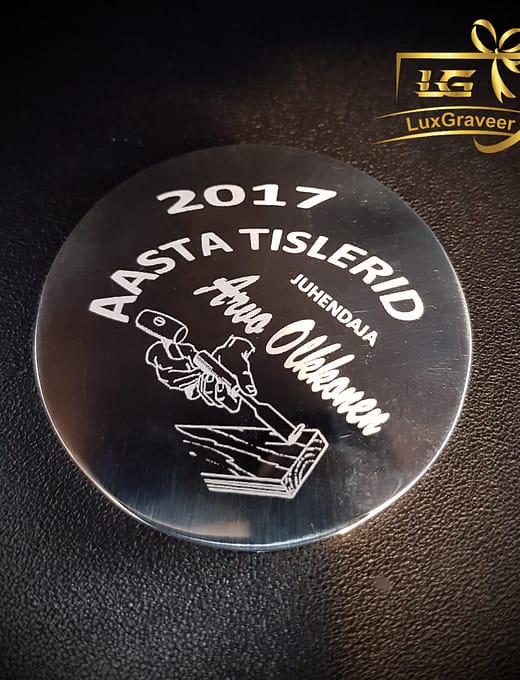 LG
LuxGraveer
2017
AASTA TISLERID
JUHENDAJA
Arvo Olkkonen